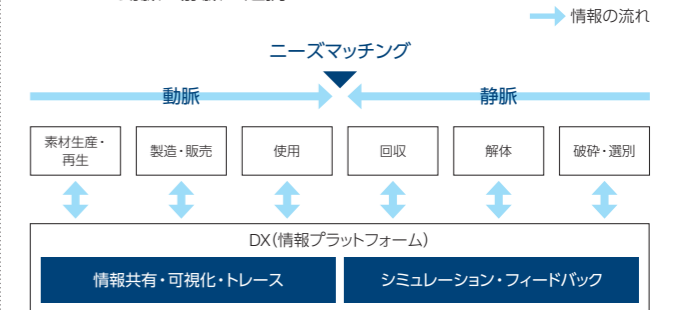 情報の流れ
ニーズマッチング
動脈
静脈
素材生産・
再生
製造・販売
使用
回収
解体
破砕・選別
DX(情報プラットフォーム)
情報共有・可視化・トレース
シミュレーション・フィードバック